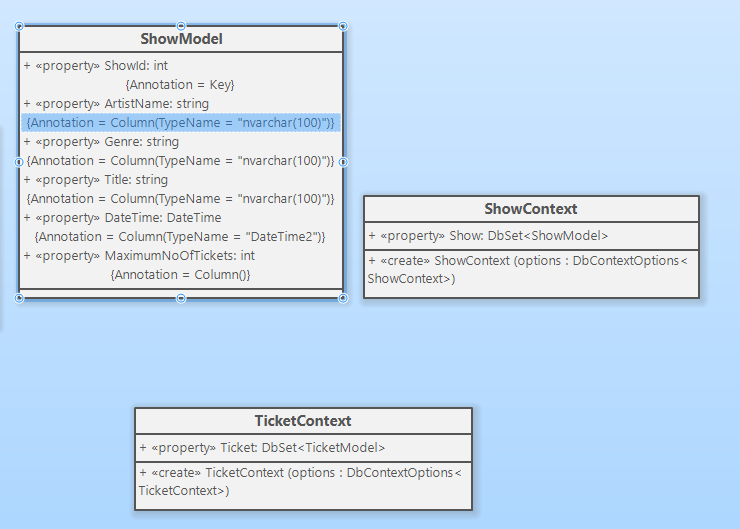 ShowModel
+ «property» ShowId: int
{Annotation = Key}
+ «property» ArtistName: string
{Annotation = Column(TypeName = "nvarchar(100)")}
+ «property» Genre: string
{Annotation = Column(TypeName = "nvarchar(100)")}
+ «property» Title: string
{Annotation = Column(TypeName = "nvarchar(100)")}
+ «property» DateTime: DateTime
{Annotation = Column(TypeName = "DateTime2")}
+ «property» MaximumNoOfTickets: int
{Annotation = Column()}
ShowContext
+ «property» Show: DbSet<ShowModel>
+ «create» ShowContext (options : DbContextOptions<
ShowContext>)
TicketContext
+ «property» Ticket: DbSet<TicketModel>
+ «create» TicketContext (options : DbContextOptions<
TicketContext>)